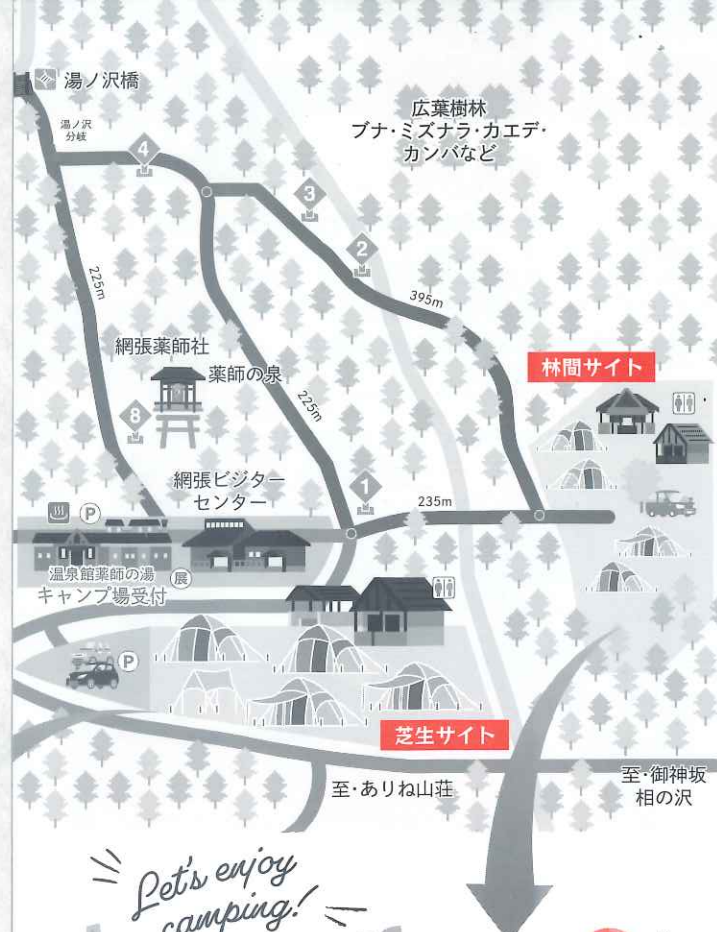 湯ノ沢橋
湯ノ沢
分岐
広葉樹林
ブナ・ミズナラ・カエデ・
カンバなど
4
3
2
395m
225m
網張薬師社
薬師の泉
8
225m
林間サイト
網張ビジター
センター
1
235m
P
温泉館薬師の湯
展
キャンプ場受付
P
芝生サイト
至・ありね山荘
至・御神坂
相の沢
Let's enjoy
camping!